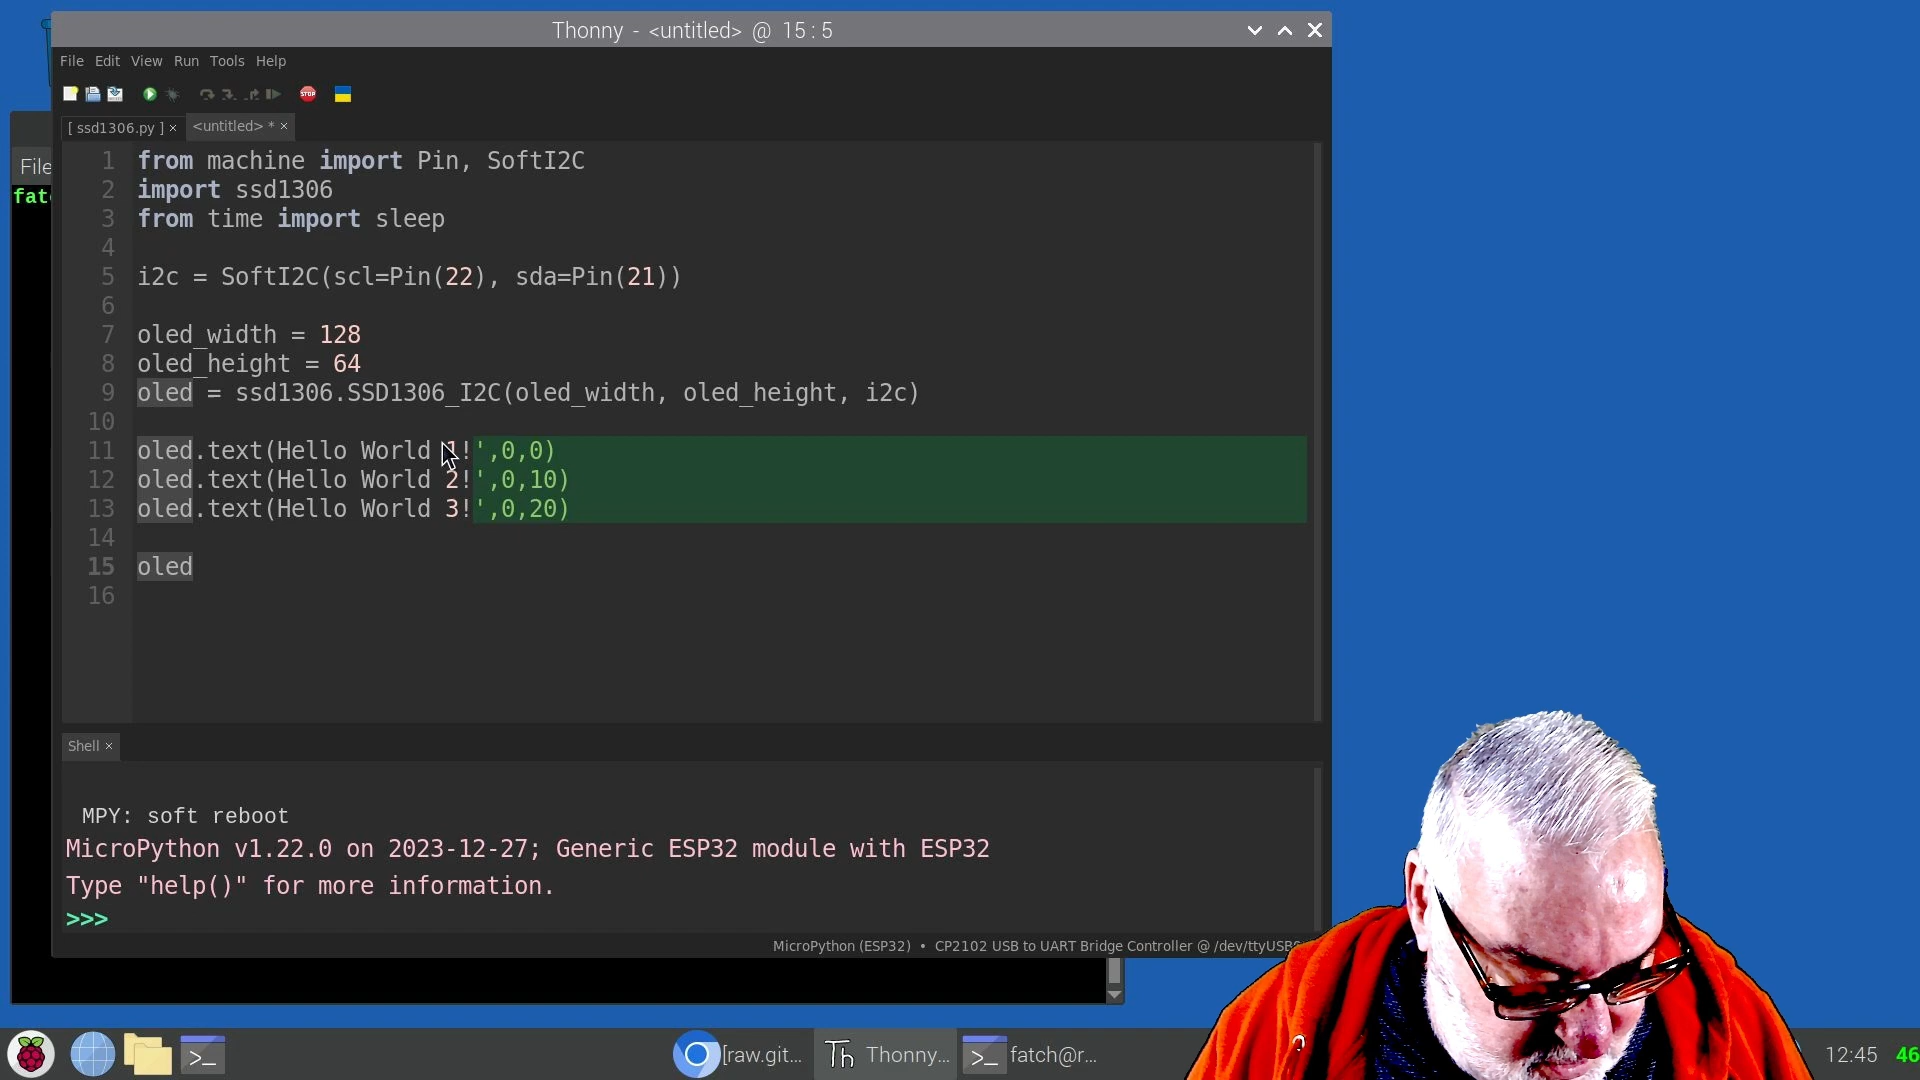 Thonny - <untitled> @ 15 : 5
File Edit View Run Tools Help
STOP
[ ssd1306.py ] × <untitled> * ×
File
1 from machine import Pin, SoftI2C
2 import ssd1306
3 from time import sleep
4
5 i2c = SoftI2C(scl=Pin(22), sda=Pin(21))
6
7 oled_width = 128
8 oled_height = 64
9 oled = ssd1306.SSD1306_I2C(oled_width, oled_height, i2c)
10
11 oled.text(Hello World 1!',0,0)
12 oled.text(Hello World 2!',0,10)
13 oled.text(Hello World 3!',0,20)
14
15 oled
16
Shell ×
MPY: soft reboot
MicroPython v1.22.0 on 2023-12-27; Generic ESP32 module with ESP32
Type "help()" for more information.
>>>
MicroPython (ESP32) • CP2102 USB to UART Bridge Controller @
[raw.git... Th Thonny... >_ fatch@r...
12:45 46